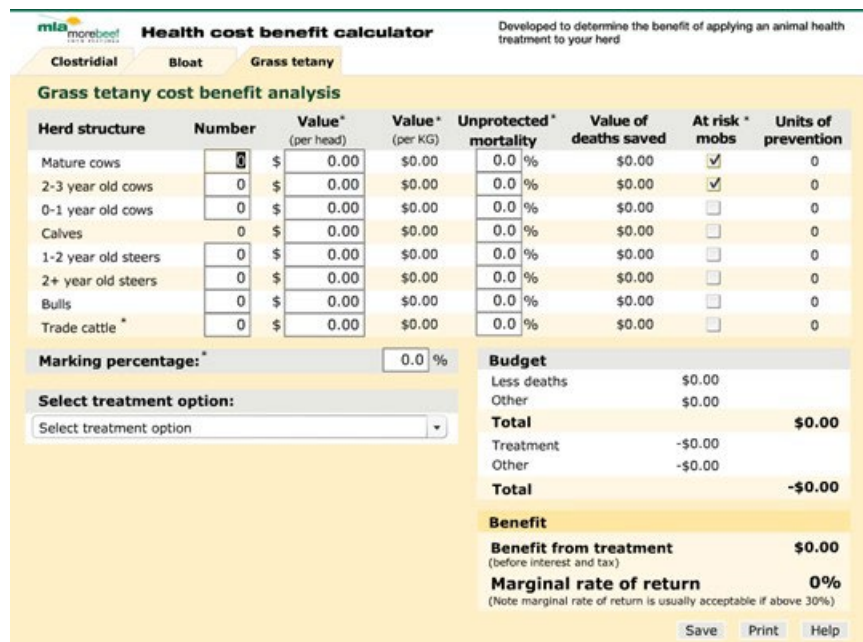 mla morebeef Health cost benefit calculator
Developed to determine the benefit of applying an animal health
treatment to your herd
Clostridial Bloat Grass tetany
Grass tetany cost benefit analysis
Herd structure Number Value* (per head) Value* (per KG) Unprotected* mortality Value of deaths saved At risk * mobs Units of prevention
Mature cows 0 $ 0.00 $0.00 0.0 % $0.00 0
2-3 year old cows 0 $ 0.00 $0.00 0.0 % $0.00 0
0-1 year old cows 0 $ 0.00 $0.00 0.0 % $0.00 0
Calves 0 $ 0.00 $0.00 0.0 % $0.00 0
1-2 year old steers 0 $ 0.00 $0.00 0.0 % $0.00 0
2+ year old steers 0 $ 0.00 $0.00 0.0 % $0.00 0
Bulls 0 $ 0.00 $0.00 0.0 % $0.00 0
Trade cattle * 0 $ 0.00 $0.00 0.0 % $0.00 0
Marking percentage:* 0.0 %
Select treatment option:
Select treatment option
Budget
Less deaths $0.00
Other $0.00
Total $0.00
Treatment -$0.00
Other -$0.00
Total -$0.00
Benefit
Benefit from treatment $0.00
(before interest and tax)
Marginal rate of return 0%
(Note marginal rate of return is usually acceptable if above 30%)
Save Print Help